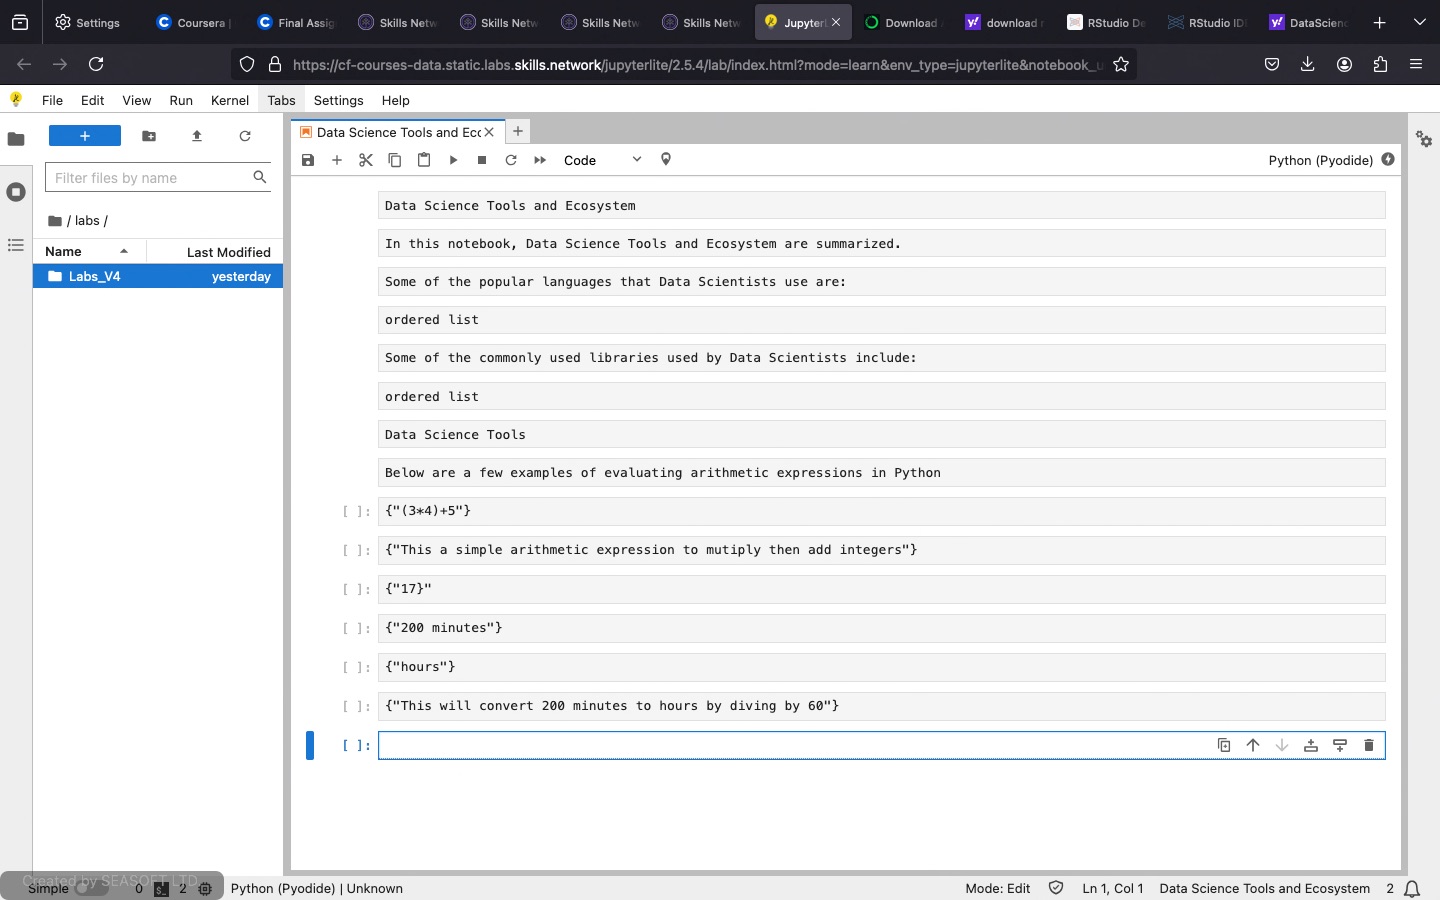 Settings
Coursera |
Final Assig
Skills Netw
Skills Netw
Skills Netw
Skills Netw
Jupyterl
Download
download r
RStudio De
RStudio IDE
DataScienc
https://cf-courses-data.static.labs.skills.network/jupyterlite/2.5.4/lab/index.html?mode=learn&env_type=jupyterlite&notebook_u
File Edit View Run Kernel Tabs Settings Help
Data Science Tools and Ecc
Filter files by name
/ labs /
Name Last Modified
Labs_V4 yesterday
Code
Python (Pyodide)
Data Science Tools and Ecosystem
In this notebook, Data Science Tools and Ecosystem are summarized.
Some of the popular languages that Data Scientists use are:
ordered list
Some of the commonly used libraries used by Data Scientists include:
ordered list
Data Science Tools
Below are a few examples of evaluating arithmetic expressions in Python
[ ]: {"(3*4)+5"}
[ ]: {"This a simple arithmetic expression to mutiply then add integers"}
[ ]: {"17}"
[ ]: {"200 minutes"}
[ ]: {"hours"}
[ ]: {"This will convert 200 minutes to hours by diving by 60"}
[ ]:
Created by SEASOFT LTD
Simple 0 $_ 2 Python (Pyodide) | Unknown
Mode: Edit Ln 1, Col 1 Data Science Tools and Ecosystem 2